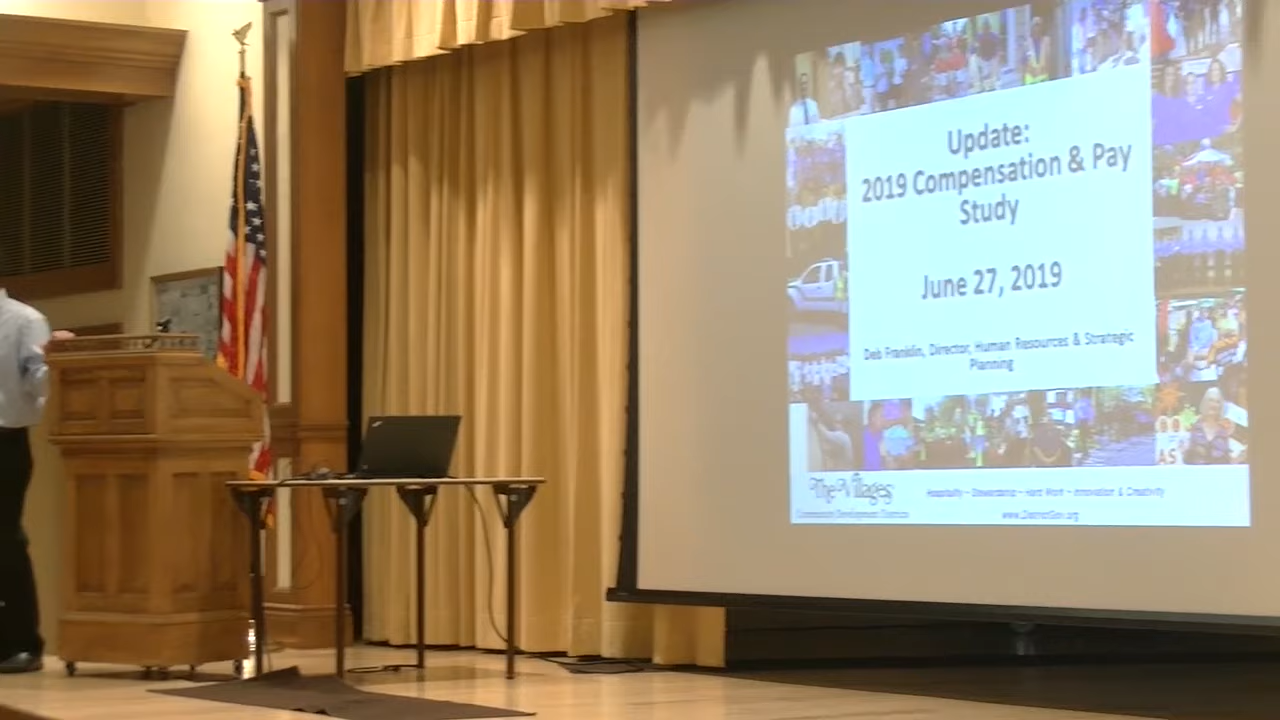 Update:
2019 Compensation & Pay
Study
June 27, 2019
Deb Franklin, Director, Human Resources & Strategic
Planning
The Villages
Community Development Districts
Hospitality – Stewardship – Hard Work – Innovation & Creativity
www.DistrictGov.org